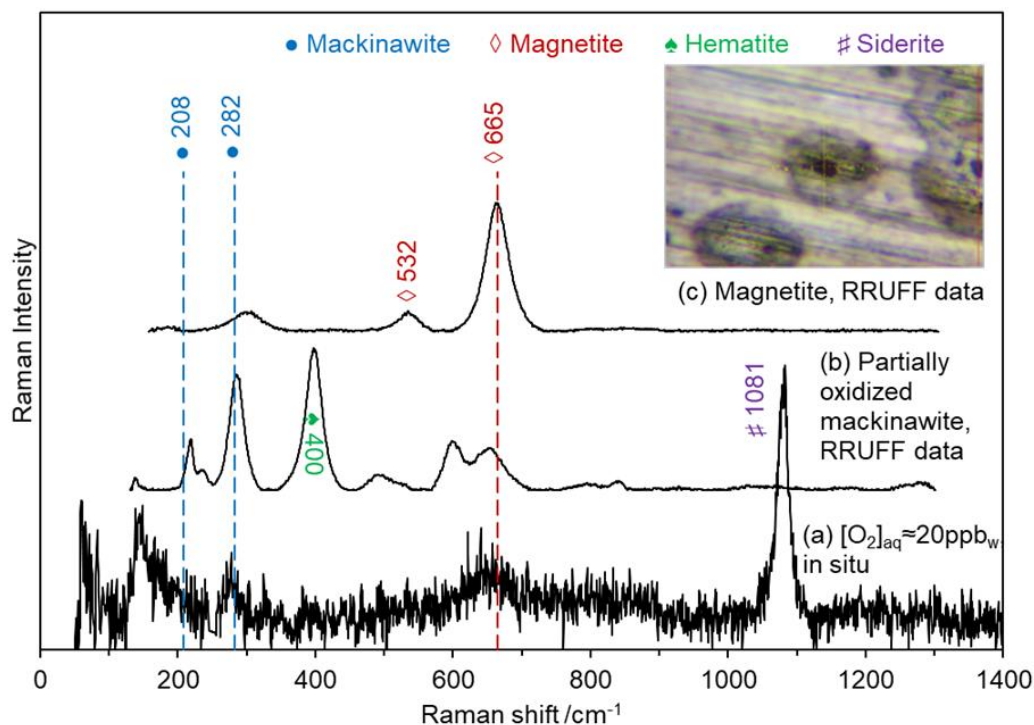 ● Mackinawite ◊ Magnetite ♠ Hematite ♯ Siderite
● 208
● 282
◊ 665
◊ 532
(c) Magnetite, RRUFF data
♯ 1081
(b) Partially
oxidized
mackinawite,
RRUFF data
♠ 400
(a) [O₂]aq≈20ppbw,
in situ
Raman Intensity
0 200 400 600 800 1000 1200 1400
Raman shift /cm⁻¹